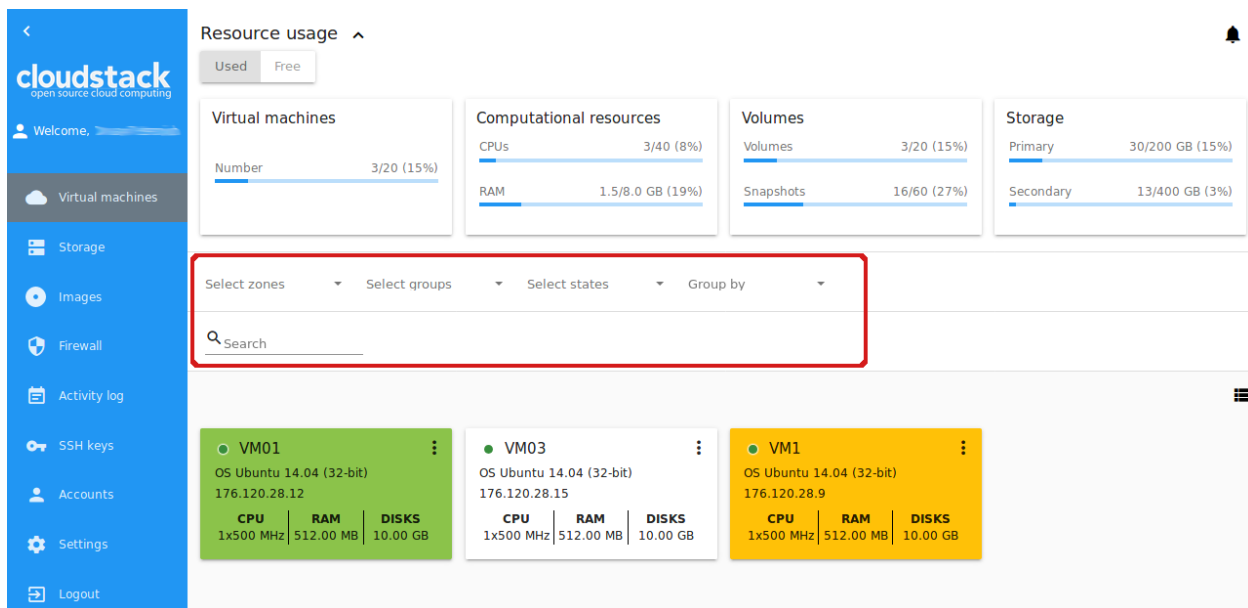 cloudstack
open source cloud computing
Welcome,
Virtual machines
Storage
Images
Firewall
Activity log
SSH keys
Accounts
Settings
Logout
Resource usage
Used Free
Virtual machines
Number 3/20 (15%)
Computational resources
CPUs 3/40 (8%)
RAM 1.5/8.0 GB (19%)
Volumes
Volumes 3/20 (15%)
Snapshots 16/60 (27%)
Storage
Primary 30/200 GB (15%)
Secondary 13/400 GB (3%)
Select zones Select groups Select states Group by
Search
VM01
OS Ubuntu 14.04 (32-bit)
176.120.28.12
CPU RAM DISKS
1x500 MHz 512.00 MB 10.00 GB
VM03
OS Ubuntu 14.04 (32-bit)
176.120.28.15
CPU RAM DISKS
1x500 MHz 512.00 MB 10.00 GB
VM1
OS Ubuntu 14.04 (32-bit)
176.120.28.9
CPU RAM DISKS
1x500 MHz 512.00 MB 10.00 GB